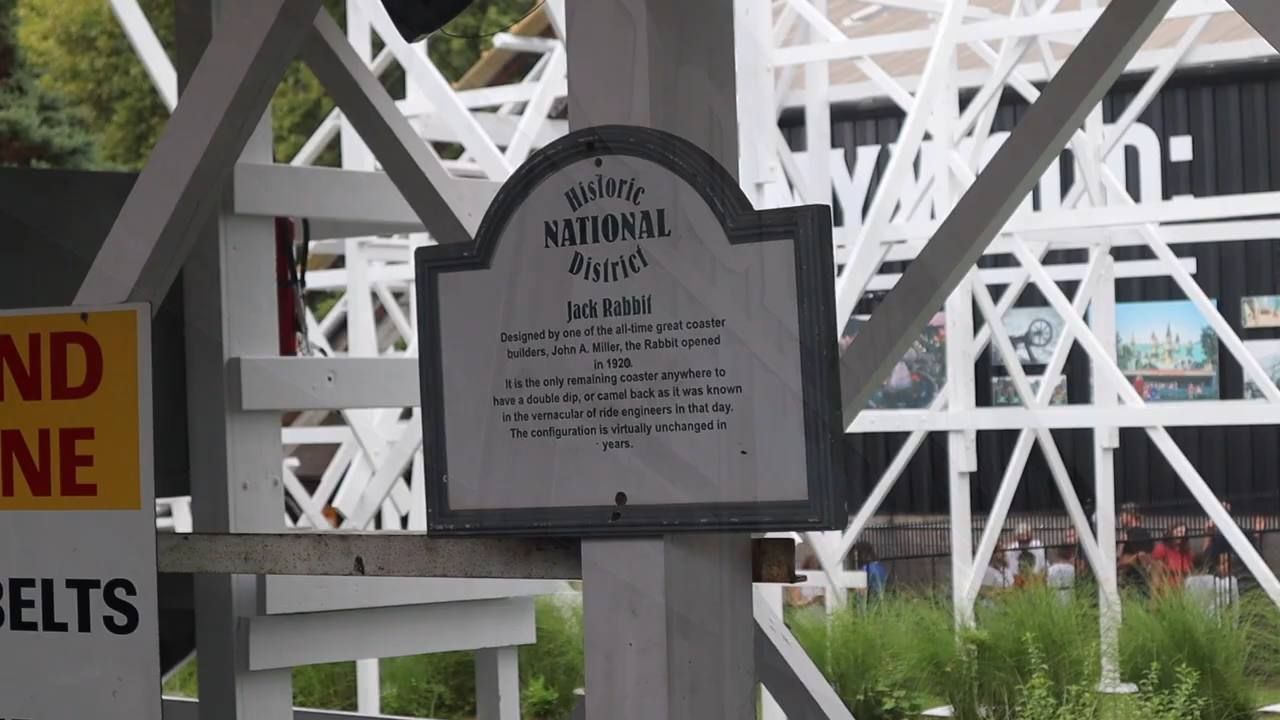 Historic
NATIONAL
District
Jack Rabbit
Designed by one of the all-time great coaster
builders, John A. Miller, the Rabbit opened
in 1920.
It is the only remaining coaster anywhere to
have a double dip, or camel back as it was known
in the vernacular of ride engineers in that day.
The configuration is virtually unchanged in
years.
ND
NE
BELTS